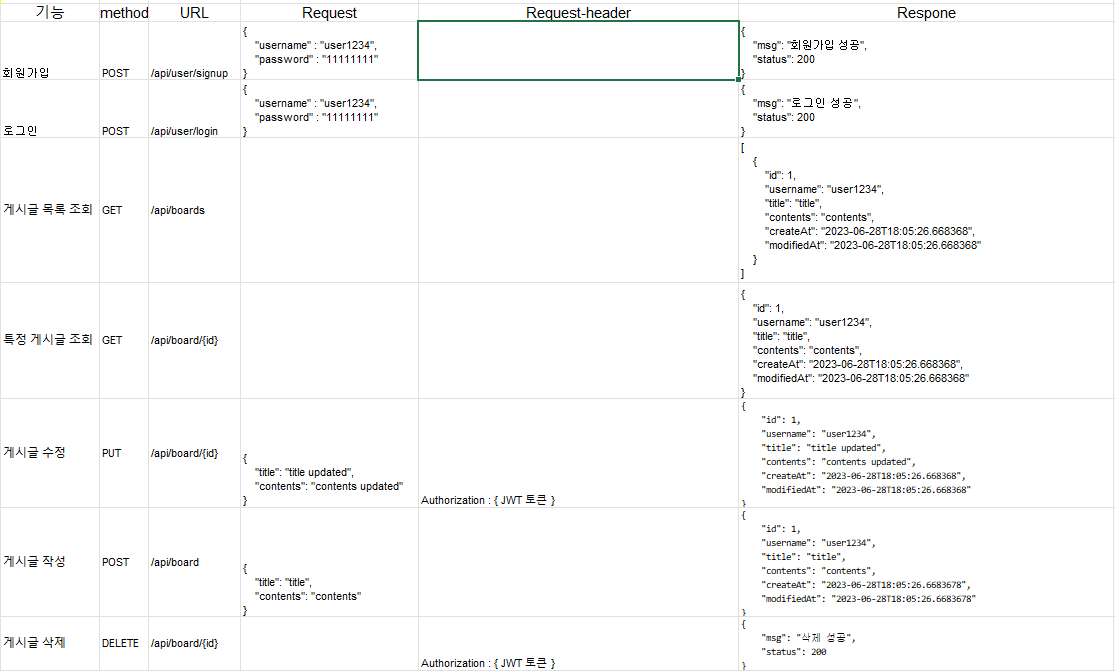 기능 method URL Request Request-header Respone
회원가입 POST /api/user/signup
{
"username" : "user1234",
"password" : "11111111"
}
{
"msg": "회원가입 성공",
"status": 200
}
로그인 POST /api/user/login
{
"username" : "user1234",
"password" : "11111111"
}
{
"msg": "로그인 성공",
"status": 200
}
게시글 목록 조회 GET /api/boards
[
{
"id": 1,
"username": "user1234",
"title": "title",
"contents": "contents",
"createAt": "2023-06-28T18:05:26.668368",
"modifiedAt": "2023-06-28T18:05:26.668368"
}
]
특정 게시글 조회 GET /api/board/{id}
{
"id": 1,
"username": "user1234",
"title": "title",
"contents": "contents",
"createAt": "2023-06-28T18:05:26.668368",
"modifiedAt": "2023-06-28T18:05:26.668368"
}
게시글 수정 PUT /api/board/{id}
{
"title": "title updated",
"contents": "contents updated"
}
Authorization : { JWT 토큰 }
{
"id": 1,
"username": "user1234",
"title": "title updated",
"contents": "contents updated",
"createAt": "2023-06-28T18:05:26.668368",
"modifiedAt": "2023-06-28T18:05:26.668368"
}
게시글 작성 POST /api/board
{
"title": "title",
"contents": "contents"
}
{
"id": 1,
"username": "user1234",
"title": "title",
"contents": "contents",
"createAt": "2023-06-28T18:05:26.6683678",
"modifiedAt": "2023-06-28T18:05:26.6683678"
}
게시글 삭제 DELETE /api/board/{id}
Authorization : { JWT 토큰 }
{
"msg": "삭제 성공",
"status": 200
}